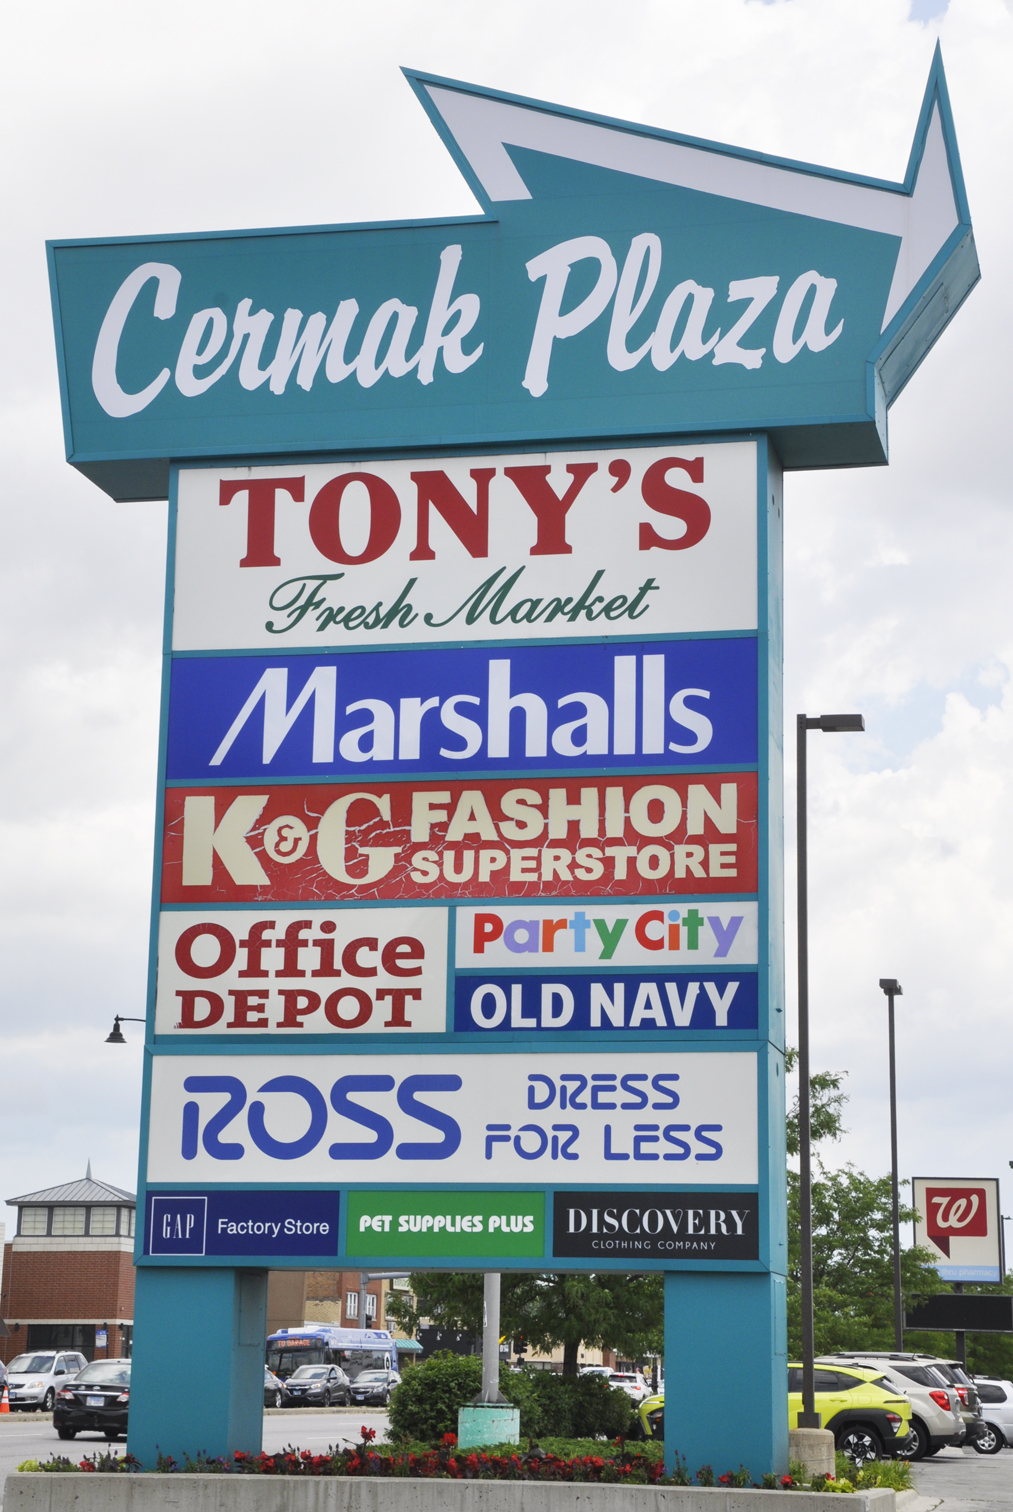 Cermak Plaza
TONY'S
Fresh Market
Marshalls
K&G FASHION
SUPERSTORE
Office
DEPOT
Party City
OLD NAVY
ROSS DRESS
FOR LESS
GAP Factory Store
PET SUPPLIES PLUS
DISCOVERY
CLOTHING COMPANY
W